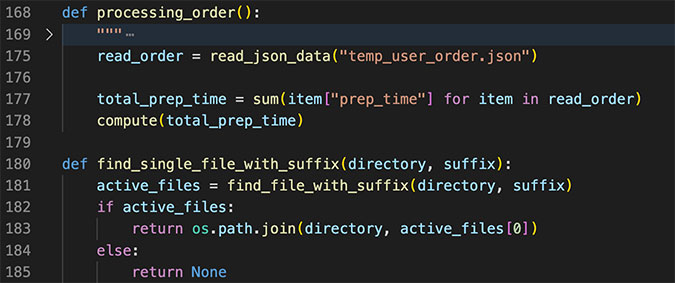 168 def processing_order():
169 > """…
175 read_order = read_json_data("temp_user_order.json")
176
177 total_prep_time = sum(item["prep_time"] for item in read_order)
178 compute(total_prep_time)
179
180 def find_single_file_with_suffix(directory, suffix):
181 active_files = find_file_with_suffix(directory, suffix)
182 if active_files:
183 return os.path.join(directory, active_files[0])
184 else:
185 return None